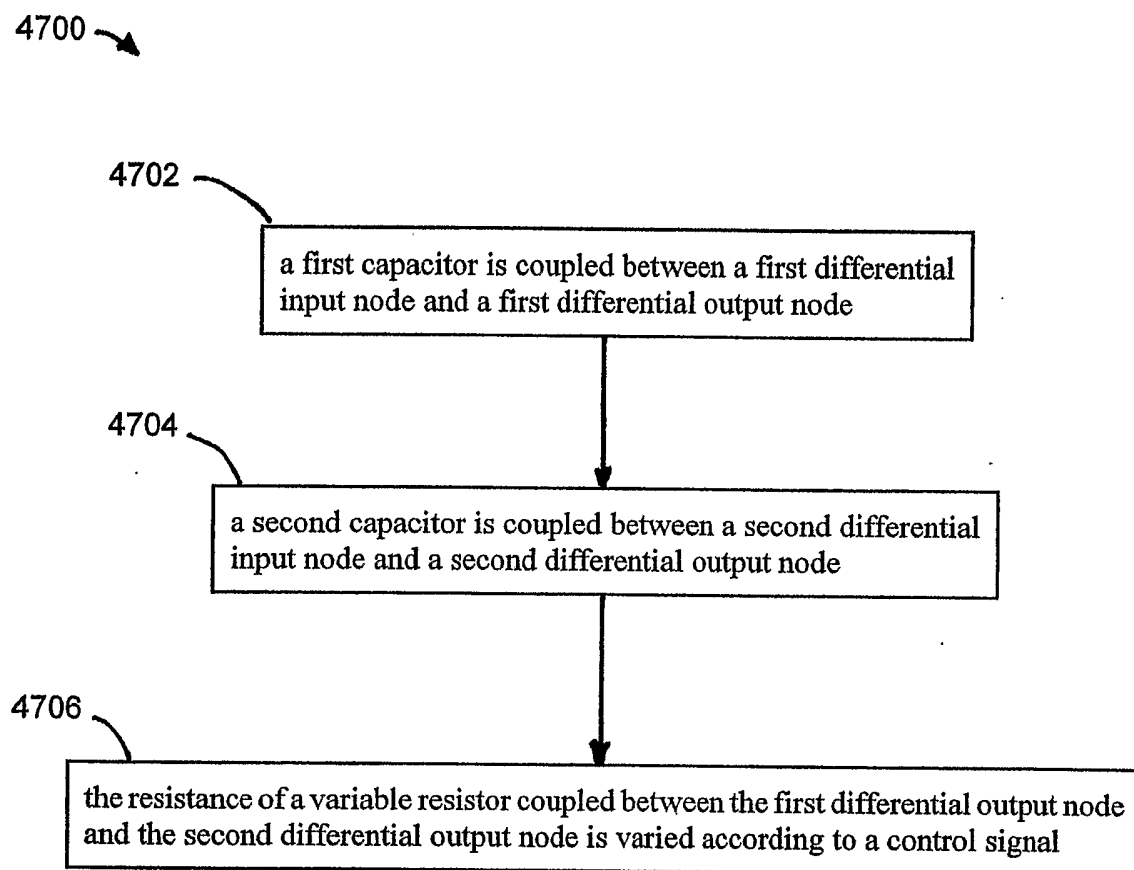 4700
4702
a first capacitor is coupled between a first differential
input node and a first differential output node
4704
a second capacitor is coupled between a second differential
input node and a second differential output node
4706
the resistance of a variable resistor coupled between the first differential output node
and the second differential output node is varied according to a control signal